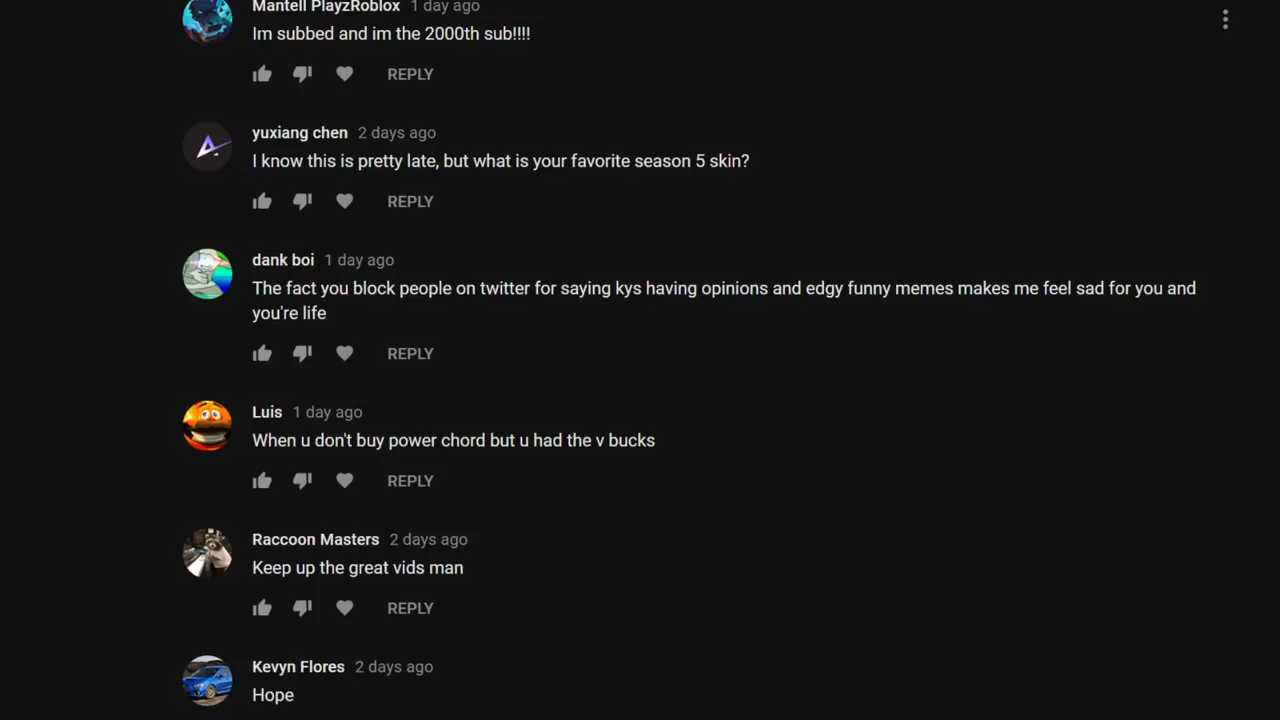 Mantell PlayzRoblox 1 day ago
Im subbed and im the 2000th sub!!!!
REPLY
yuxiang chen 2 days ago
I know this is pretty late, but what is your favorite season 5 skin?
REPLY
dank boi 1 day ago
The fact you block people on twitter for saying kys having opinions and edgy funny memes makes me feel sad for you and
you're life
REPLY
Luis 1 day ago
When u don't buy power chord but u had the v bucks
REPLY
Raccoon Masters 2 days ago
Keep up the great vids man
REPLY
Kevyn Flores 2 days ago
Hope